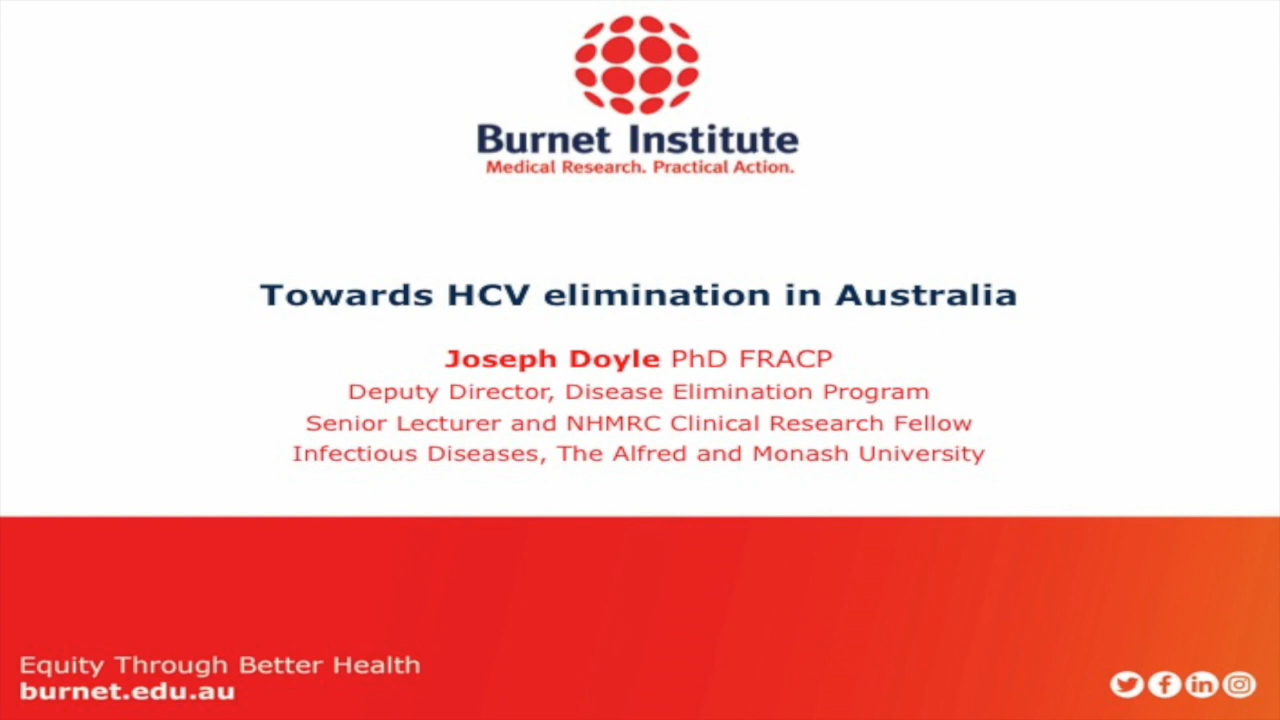 Burnet Institute
Medical Research. Practical Action.
Towards HCV elimination in Australia
Joseph Doyle PhD FRACP
Deputy Director, Disease Elimination Program
Senior Lecturer and NHMRC Clinical Research Fellow
Infectious Diseases, The Alfred and Monash University
Equity Through Better Health
burnet.edu.au